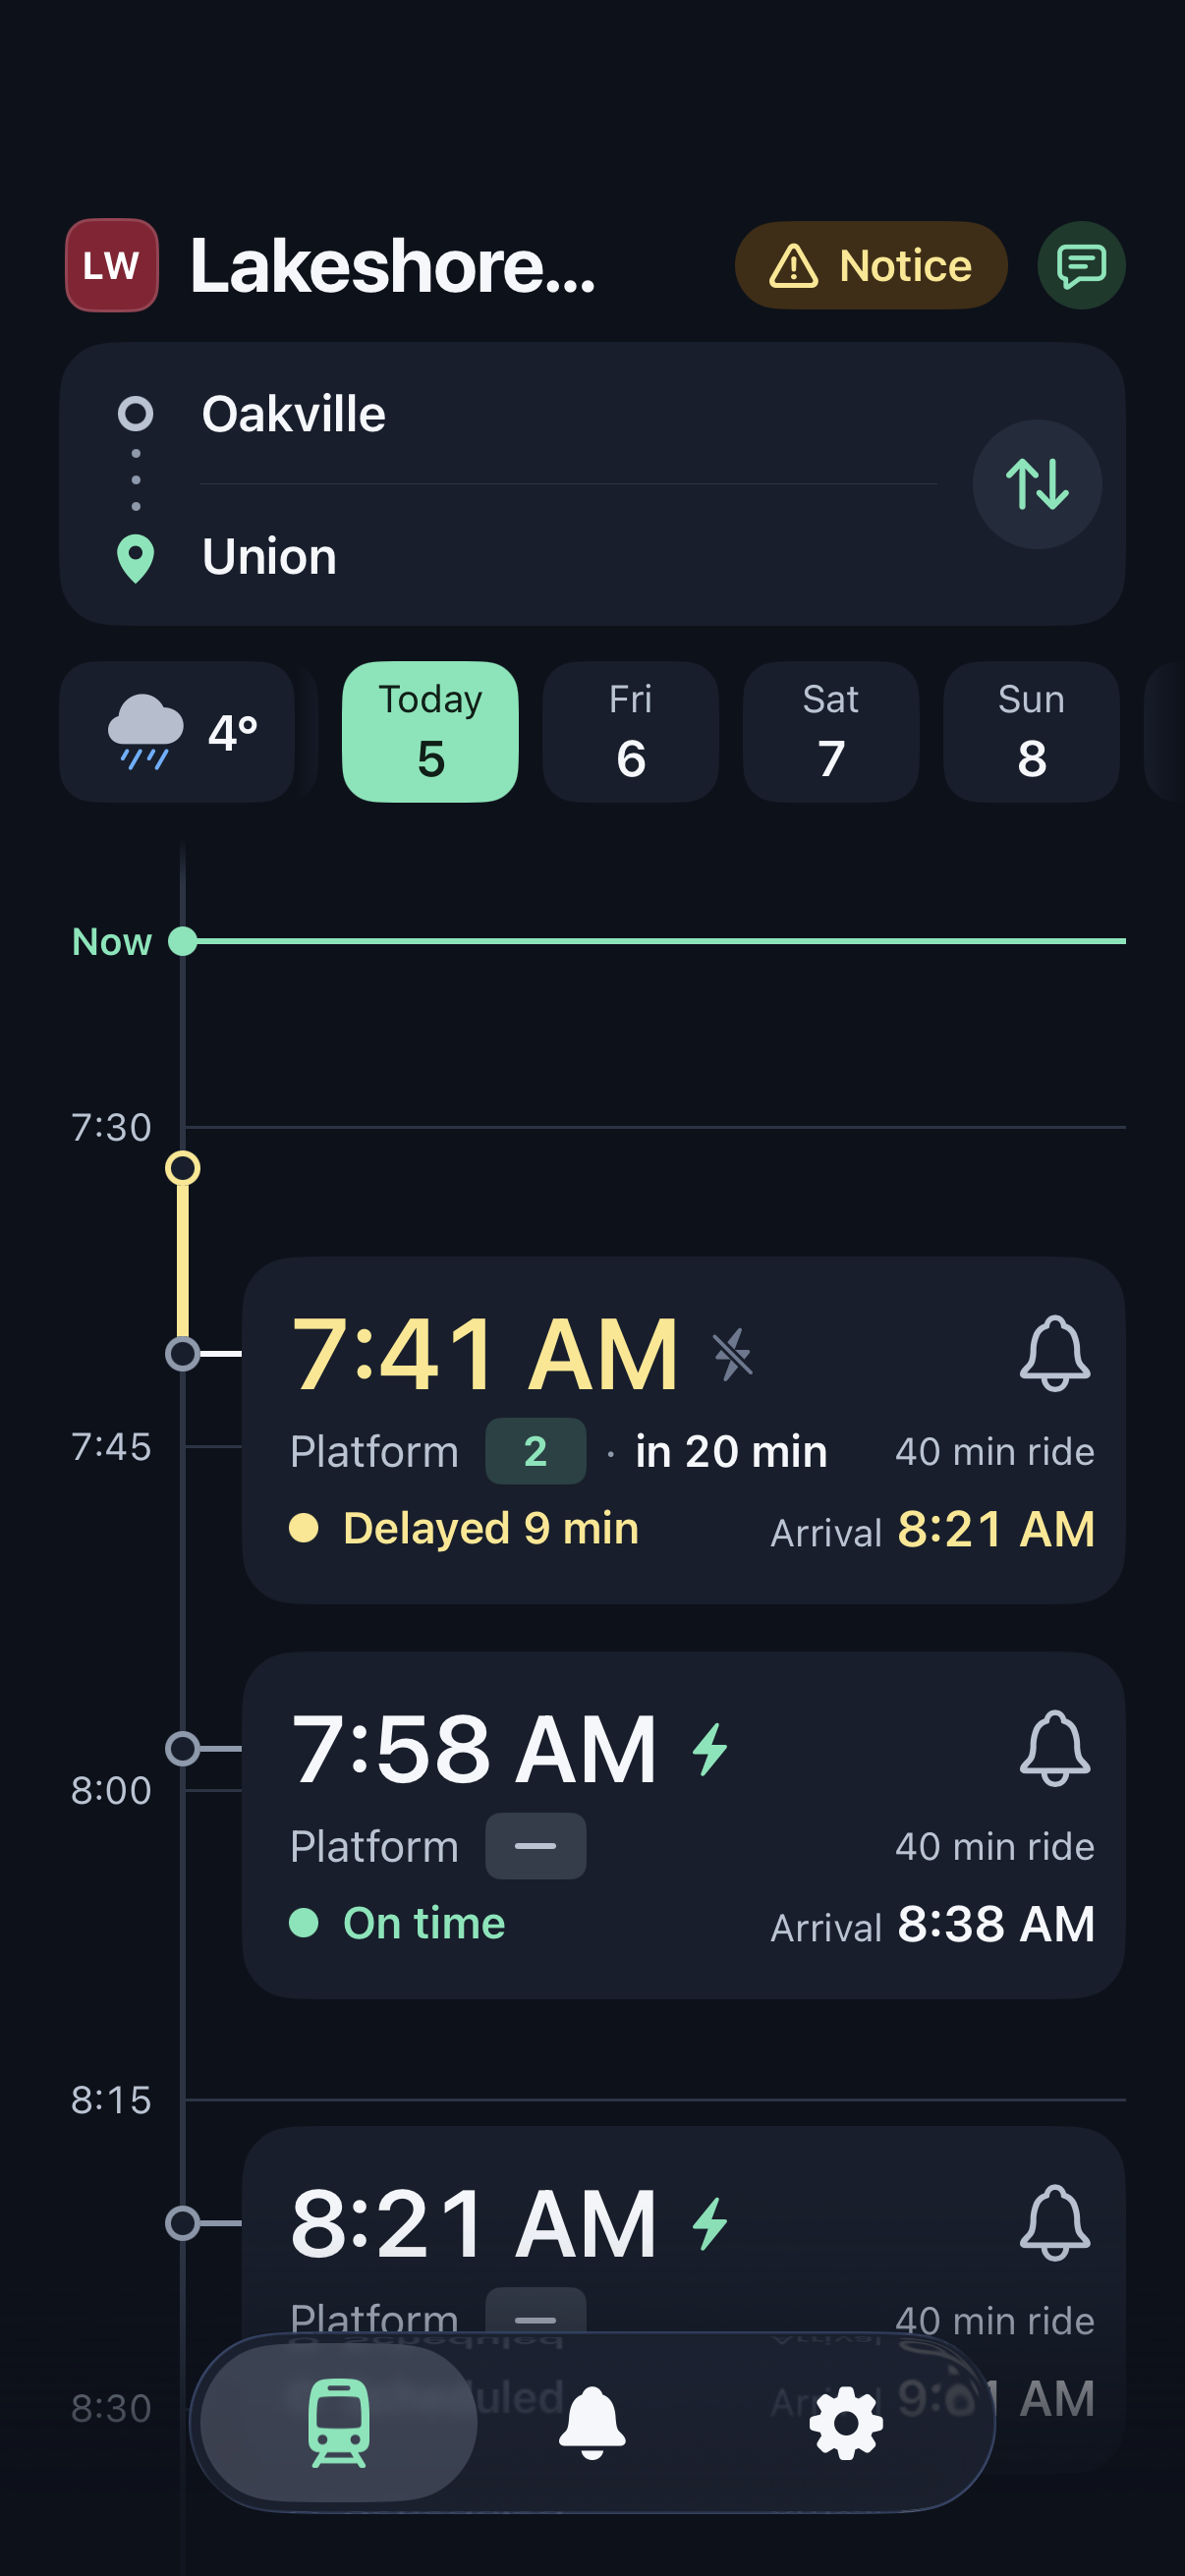 LW Lakeshore... Notice
Oakville
Union
4° Today 5 Fri 6 Sat 7 Sun 8
Now
7:30
7:41 AM
7:45 Platform 2 · in 20 min 40 min ride
Delayed 9 min Arrival 8:21 AM
7:58 AM
8:00
Platform — 40 min ride
On time Arrival 8:38 AM
8:15
8:21 AM
Platform — 40 min ride
8:30 AM